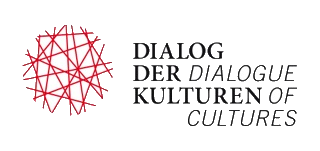 DIALOG
DER DIALOGUE
KULTUREN OF
CULTURES